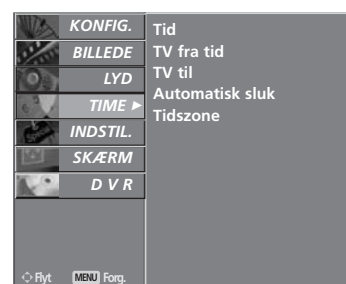 KONFIG.
BILLEDE
LYD
TIME ►
INDSTIL.
SKÆRM
D V R
Tid
TV fra tid
TV til
Automatisk sluk
Tidszone
Flyt MENU Forg.